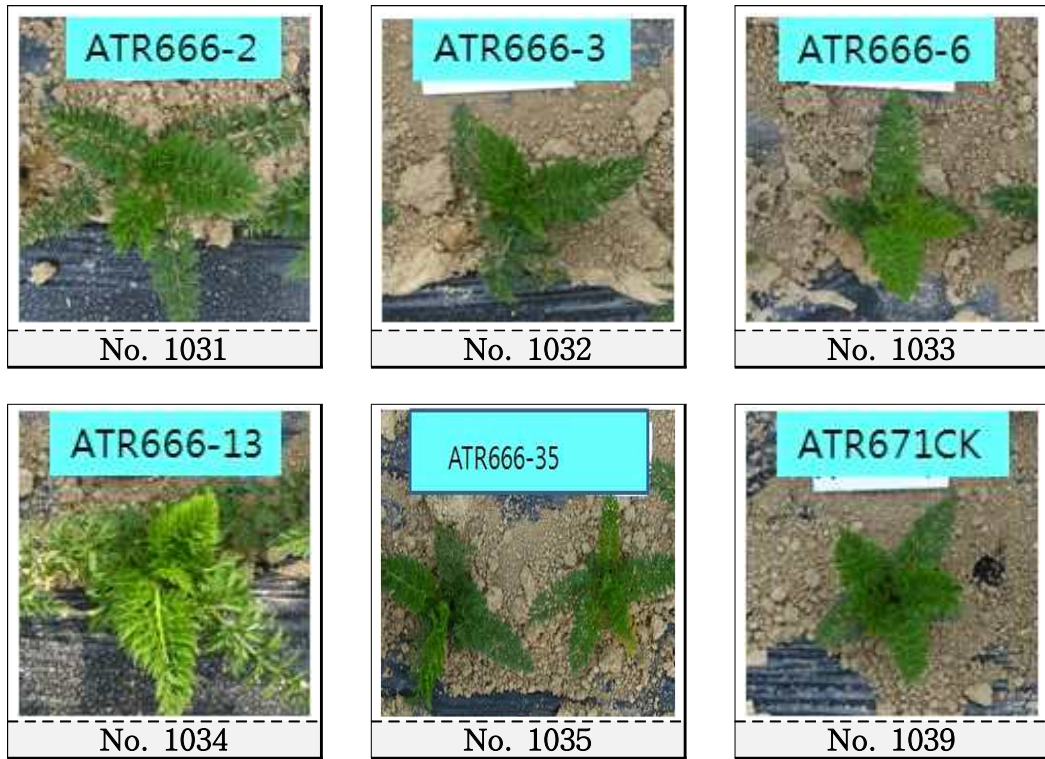 ATR666-2
ATR666-3
ATR666-6
No. 1031
No. 1032
No. 1033
ATR666-13
ATR666-35
ATR671CK
No. 1034
No. 1035
No. 1039